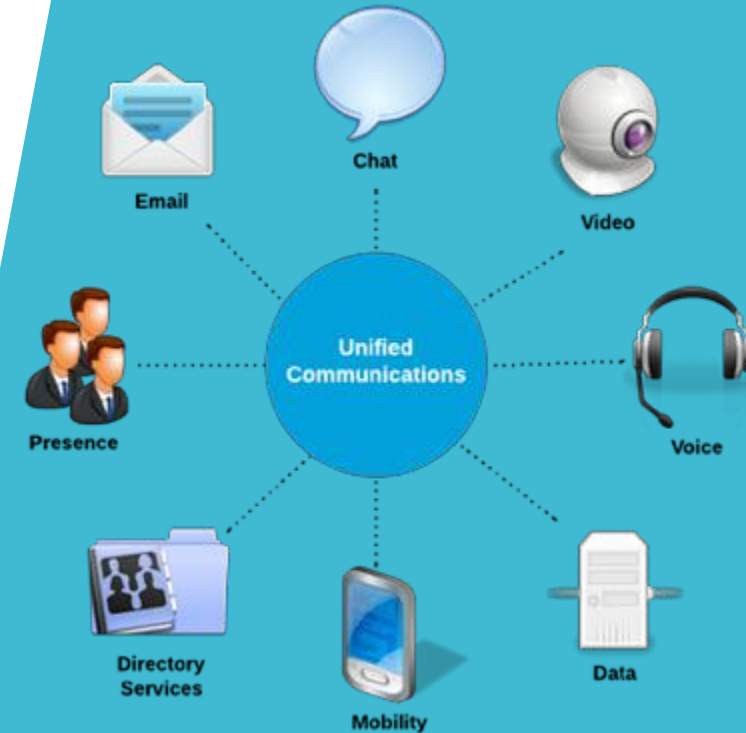 Chat
Email
Video
Unified
Communications
Presence
Voice
Directory
Services
Data
Mobility